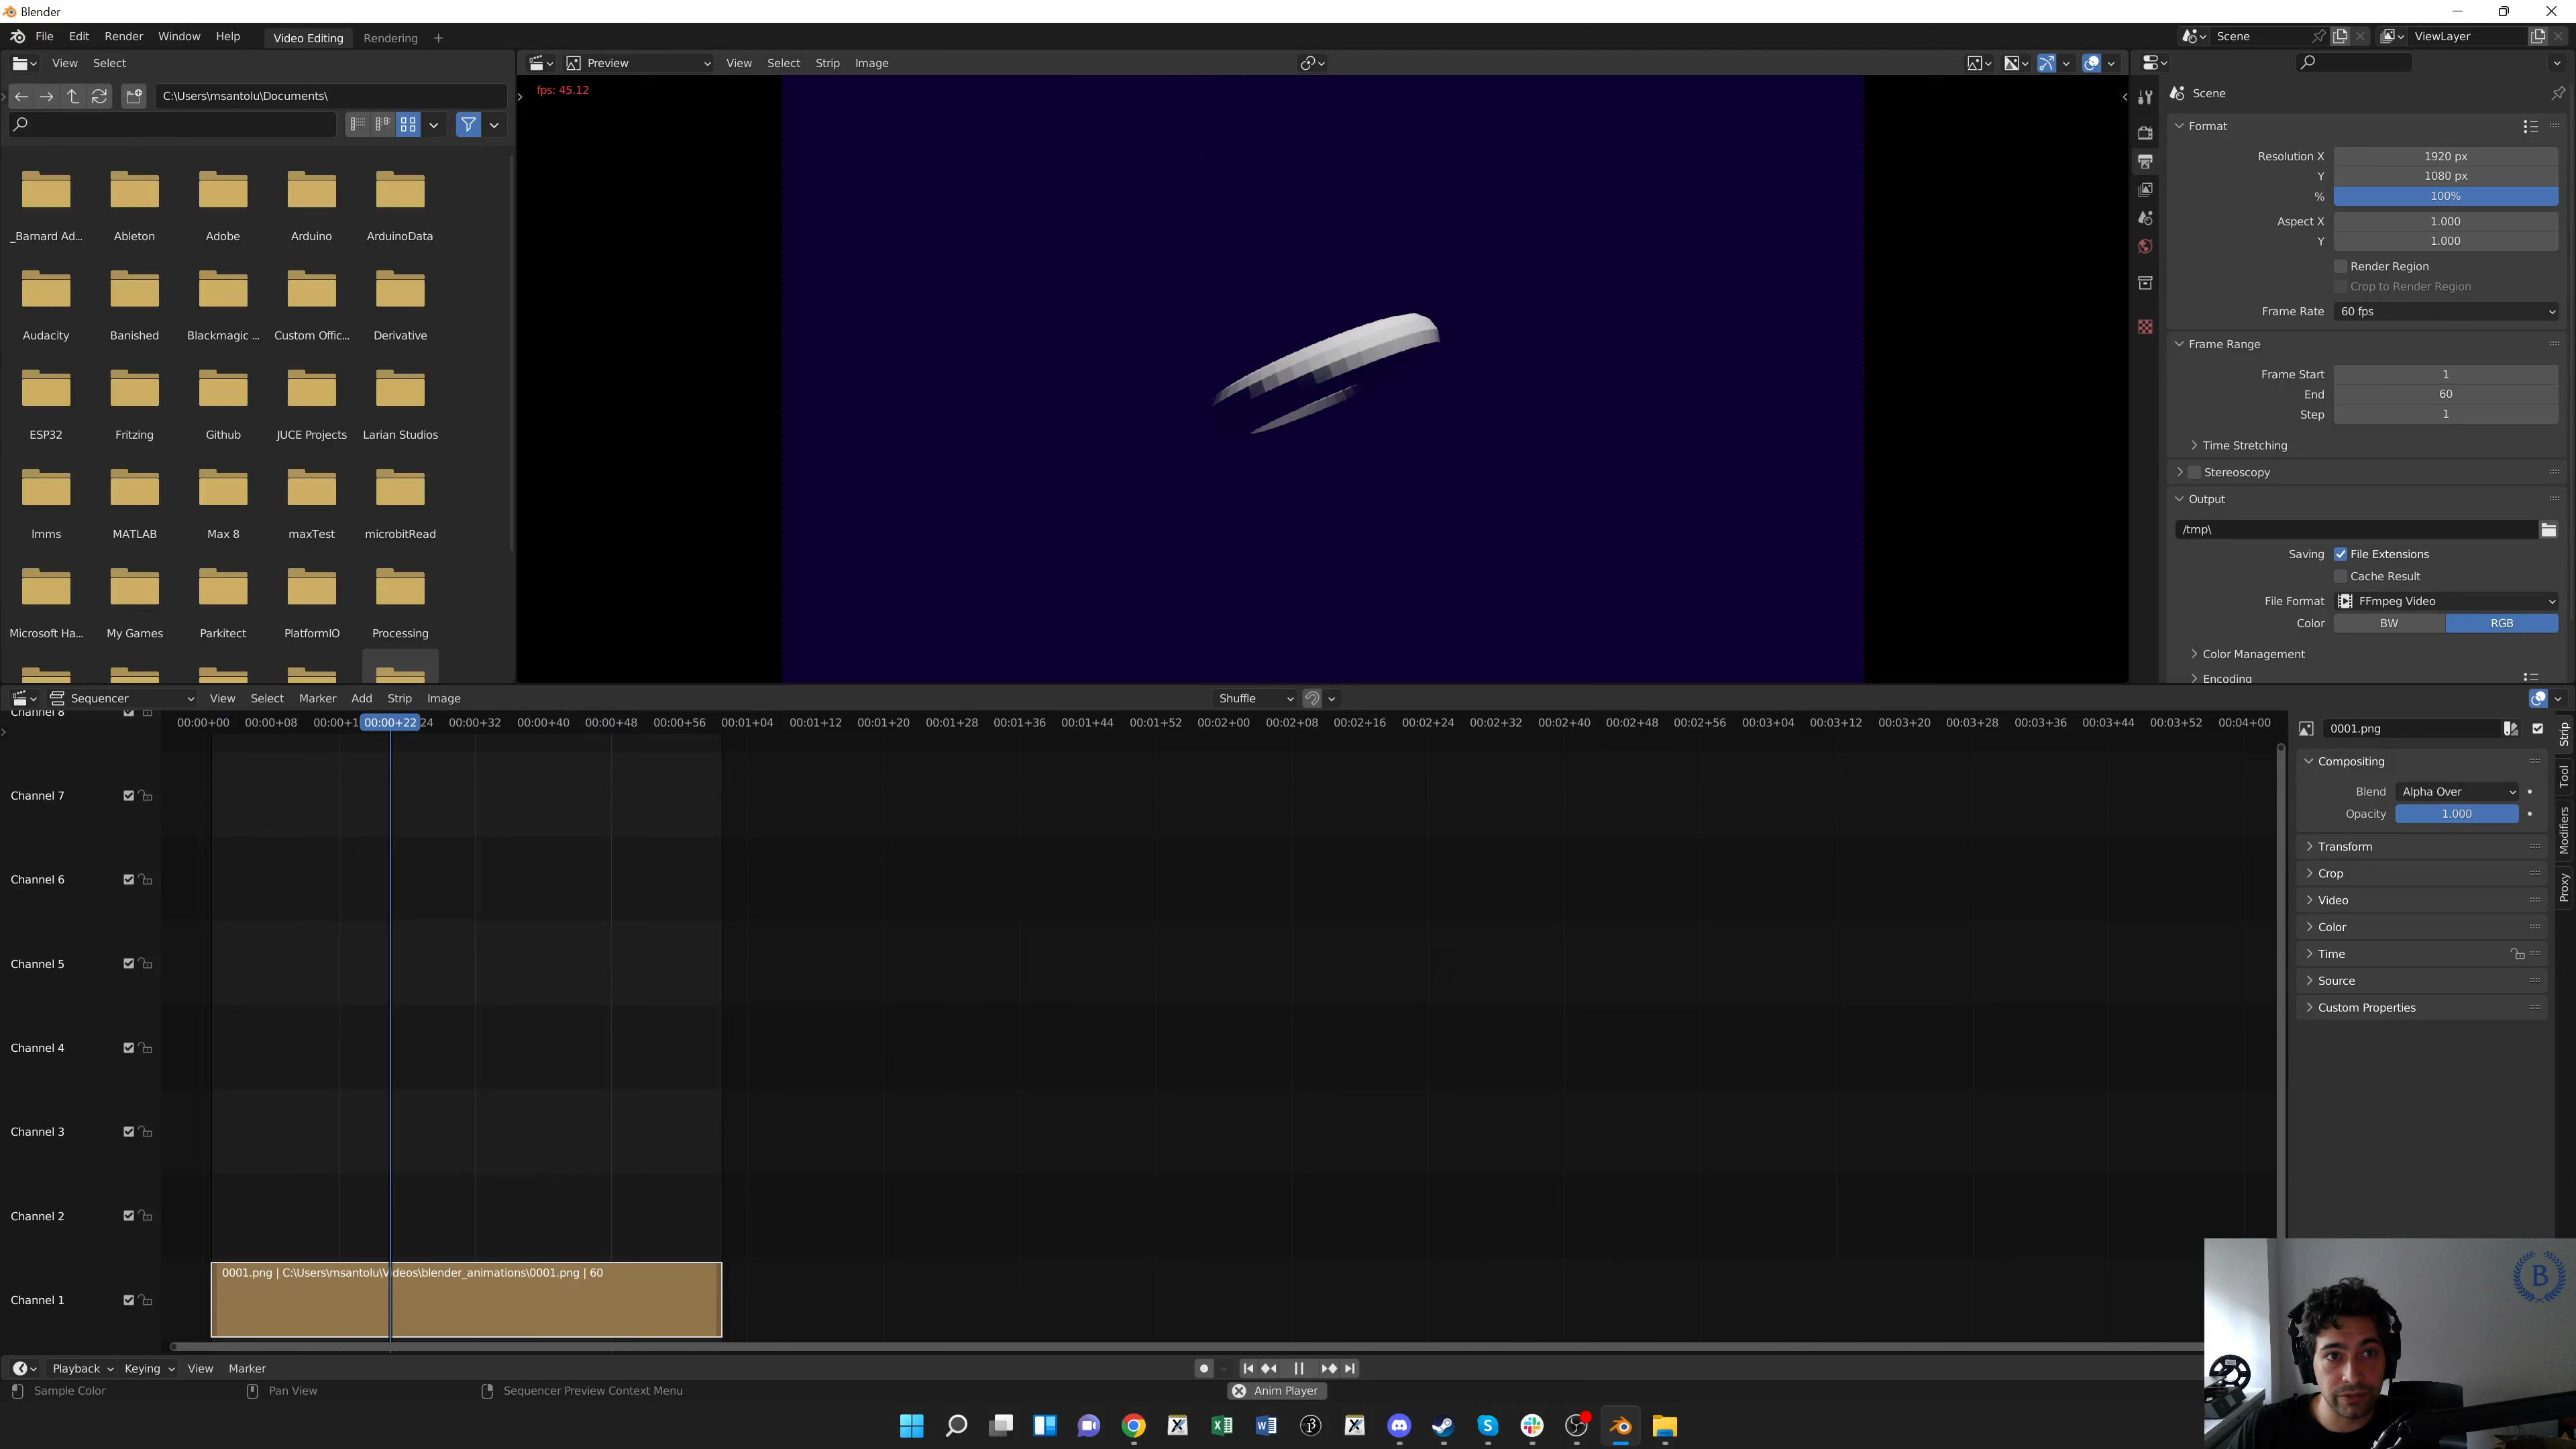 Blender
File Edit Render Window Help Video Editing Rendering + Scene ViewLayer
View Select Preview View Select Strip Image
C:\Users\msantolu\Documents\
fps: 45.12
_Barnard Ad... Ableton Adobe Arduino ArduinoData
Audacity Banished Blackmagic ... Custom Offic... Derivative
ESP32 Fritzing Github JUCE Projects Larian Studios
lmms MATLAB Max 8 maxTest microbitRead
Microsoft Ha... My Games Parkitect PlatformIO Processing
Scene
Format
Resolution X 1920 px
Y 1080 px
% 100%
Aspect X 1.000
Y 1.000
Render Region
Crop to Render Region
Frame Rate 60 fps
Frame Range
Frame Start 1
End 60
Step 1
Time Stretching
Stereoscopy
Output
/tmp\
Saving File Extensions
Cache Result
File Format FFmpeg Video
Color BW RGB
Color Management
Encoding
Sequencer View Select Marker Add Strip Image Shuffle
00:00+00 00:00+08 00:00+1 00:00+22 24 00:00+32 00:00+40 00:00+48 00:00+56 00:01+04 00:01+12 00:01+20 00:01+28 00:01+36 00:01+44 00:01+52 00:02+00 00:02+08 00:02+16 00:02+24 00:02+32 00:02+40 00:02+48 00:02+56 00:03+04 00:03+12 00:03+20 00:03+28 00:03+36 00:03+44 00:03+52 00:04+00
Channel 8
Channel 7
Channel 6
Channel 5
Channel 4
Channel 3
Channel 2
Channel 1
0001.png | C:\Users\msantolu\Videos\blender_animations\0001.png | 60
0001.png
Compositing
Blend Alpha Over
Opacity 1.000
Transform
Crop
Video
Color
Time
Source
Custom Properties
Strip
Tool
Modifiers
Proxy
B
Playback Keying View Marker
Sample Color Pan View Sequencer Preview Context Menu Anim Player